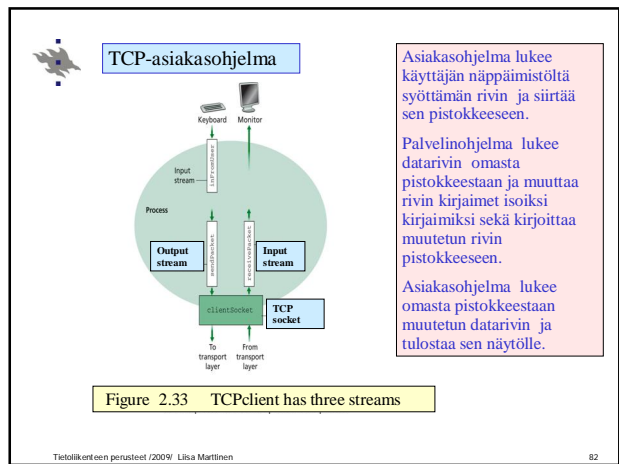 TCP-asiakasohjelma
Keyboard Monitor
Input
stream
inFromUser
Process
Output
stream
sendPacket
receivePacket
Input
stream
clientSocket
TCP
socket
To
transport
layer
From
transport
layer
Figure 2.33 TCPclient has three streams
Asiakasohjelma lukee
käyttäjän näppäimistöltä
syöttämän rivin ja siirtää
sen pistokkeeseen.
Palvelinohjelma lukee
datarivin omasta
pistokkeestaan ja muuttaa
rivin kirjaimet isoiksi
kirjaimiksi sekä kirjoittaa
muutetun rivin
pistokkeeseen.
Asiakasohjelma lukee
omasta pistokkeestaan
muutetun datarivin ja
tulostaa sen näytölle.
Tietoliikenteen perusteet /2009/ Liisa Marttinen
82